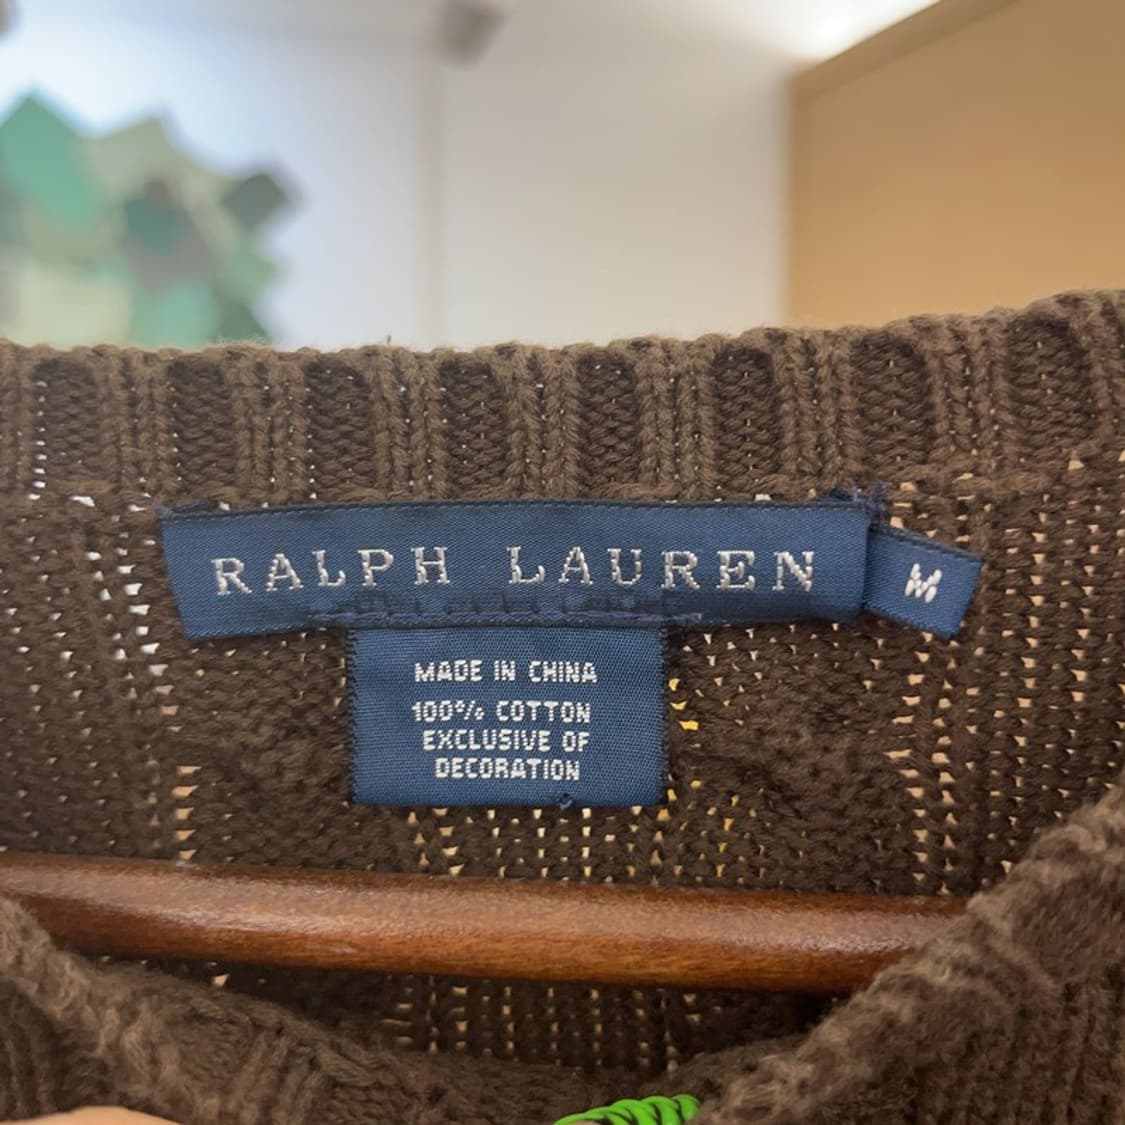 RALPH LAUREN
M
MADE IN CHINA
100% COTTON
EXCLUSIVE OF
DECORATION